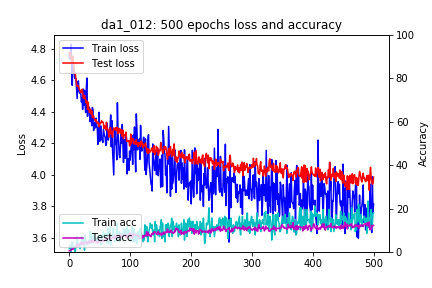 da1_012: 500 epochs loss and accuracy
Train loss
Test loss
Train acc
Test acc
Loss
4.8
4.6
4.4
4.2
4.0
3.8
3.6
Accuracy
100
80
60
40
20
0
0
100
200
300
400
500